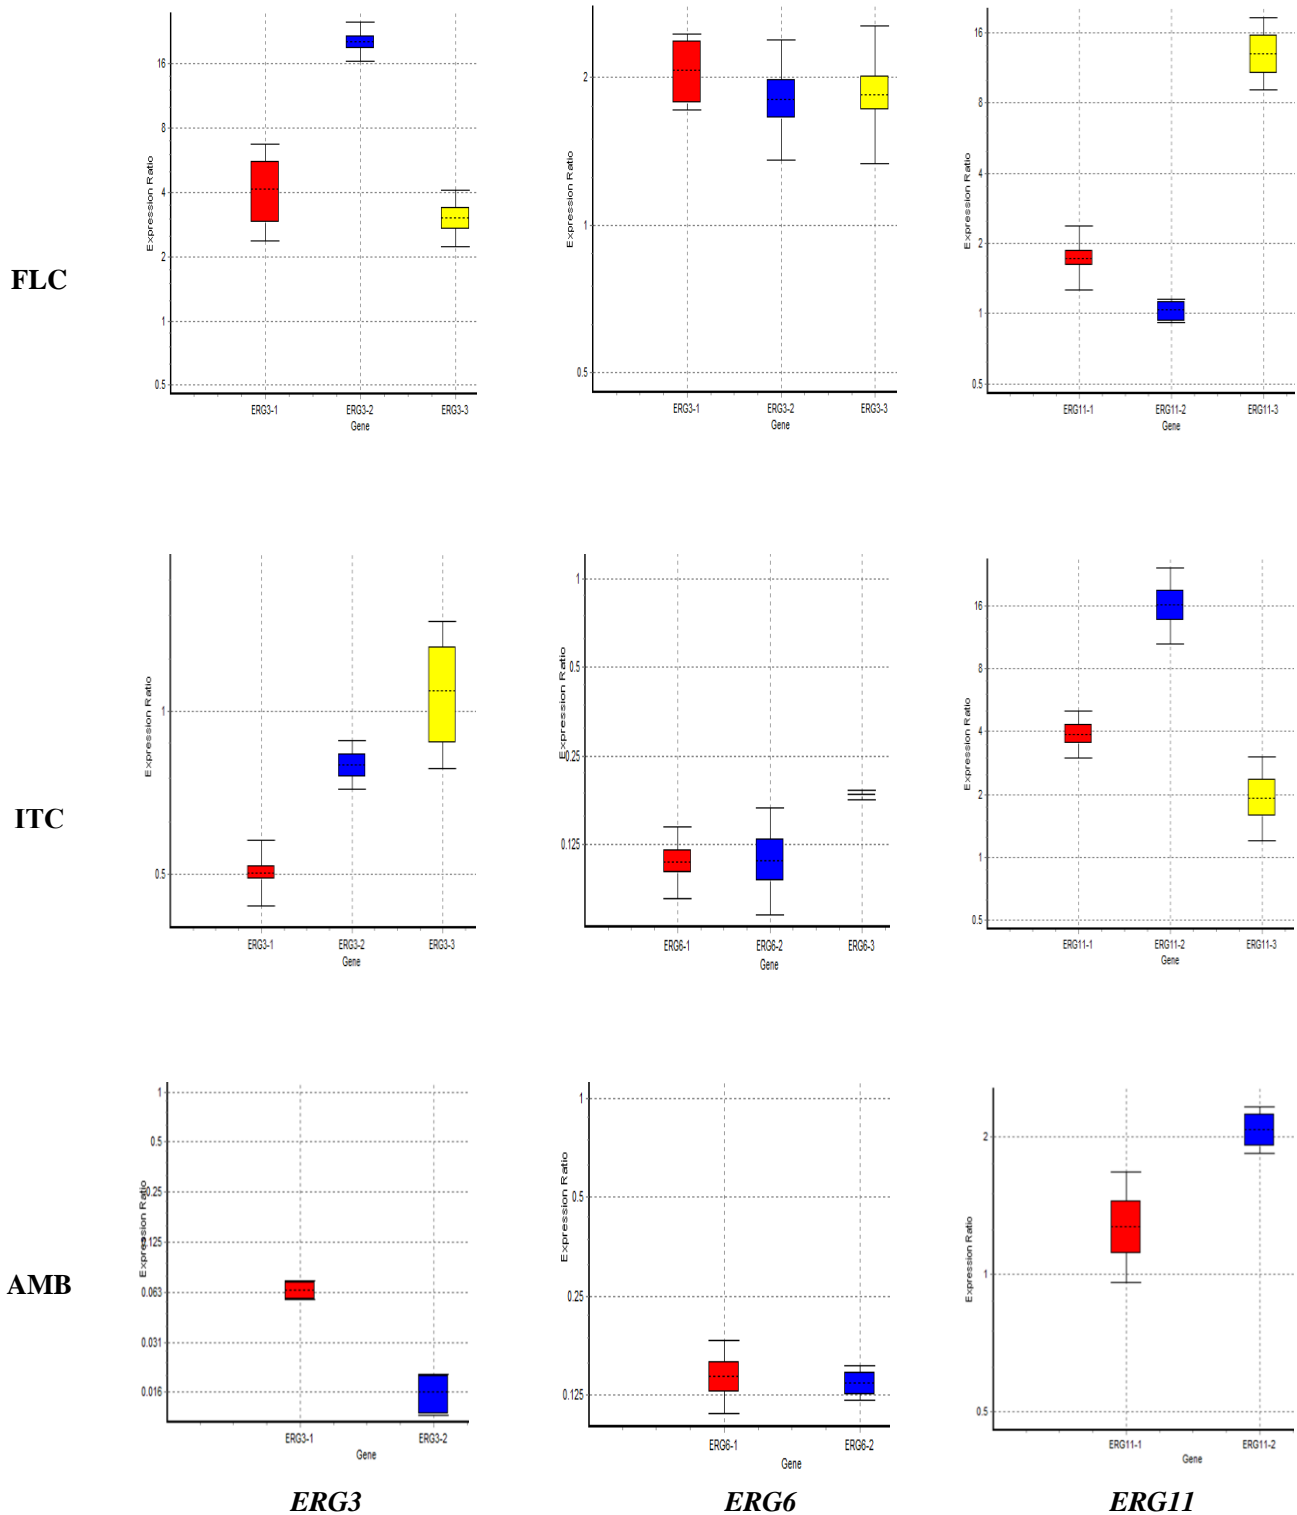 16
8
4
2
1
0.5
Expression Ratio
ERG3-1 ERG3-2 ERG3-3
Gene
2
1
0.5
Expression Ratio
ERG3-1 ERG3-2 ERG3-3
Gene
16
8
4
2
1
0.5
Expression Ratio
ERG11-1 ERG11-2 ERG11-3
Gene
FLC
1
0.5
Expression Ratio
ERG3-1 ERG3-2 ERG3-3
Gene
1
0.5
0.25
0.125
Expression Ratio
ERG6-1 ERG6-2 ERG6-3
Gene
16
8
4
2
1
0.5
Expression Ratio
ERG11-1 ERG11-2 ERG11-3
Gene
ITC
1
0.5
0.25
0.125
0.063
0.031
0.016
Expression Ratio
ERG3-1 ERG3-2
Gene
1
0.5
0.25
0.125
Expression Ratio
ERG6-1 ERG6-2
Gene
2
1
0.5
Expression Ratio
ERG11-1 ERG11-2
Gene
AMB
ERG3 ERG6 ERG11